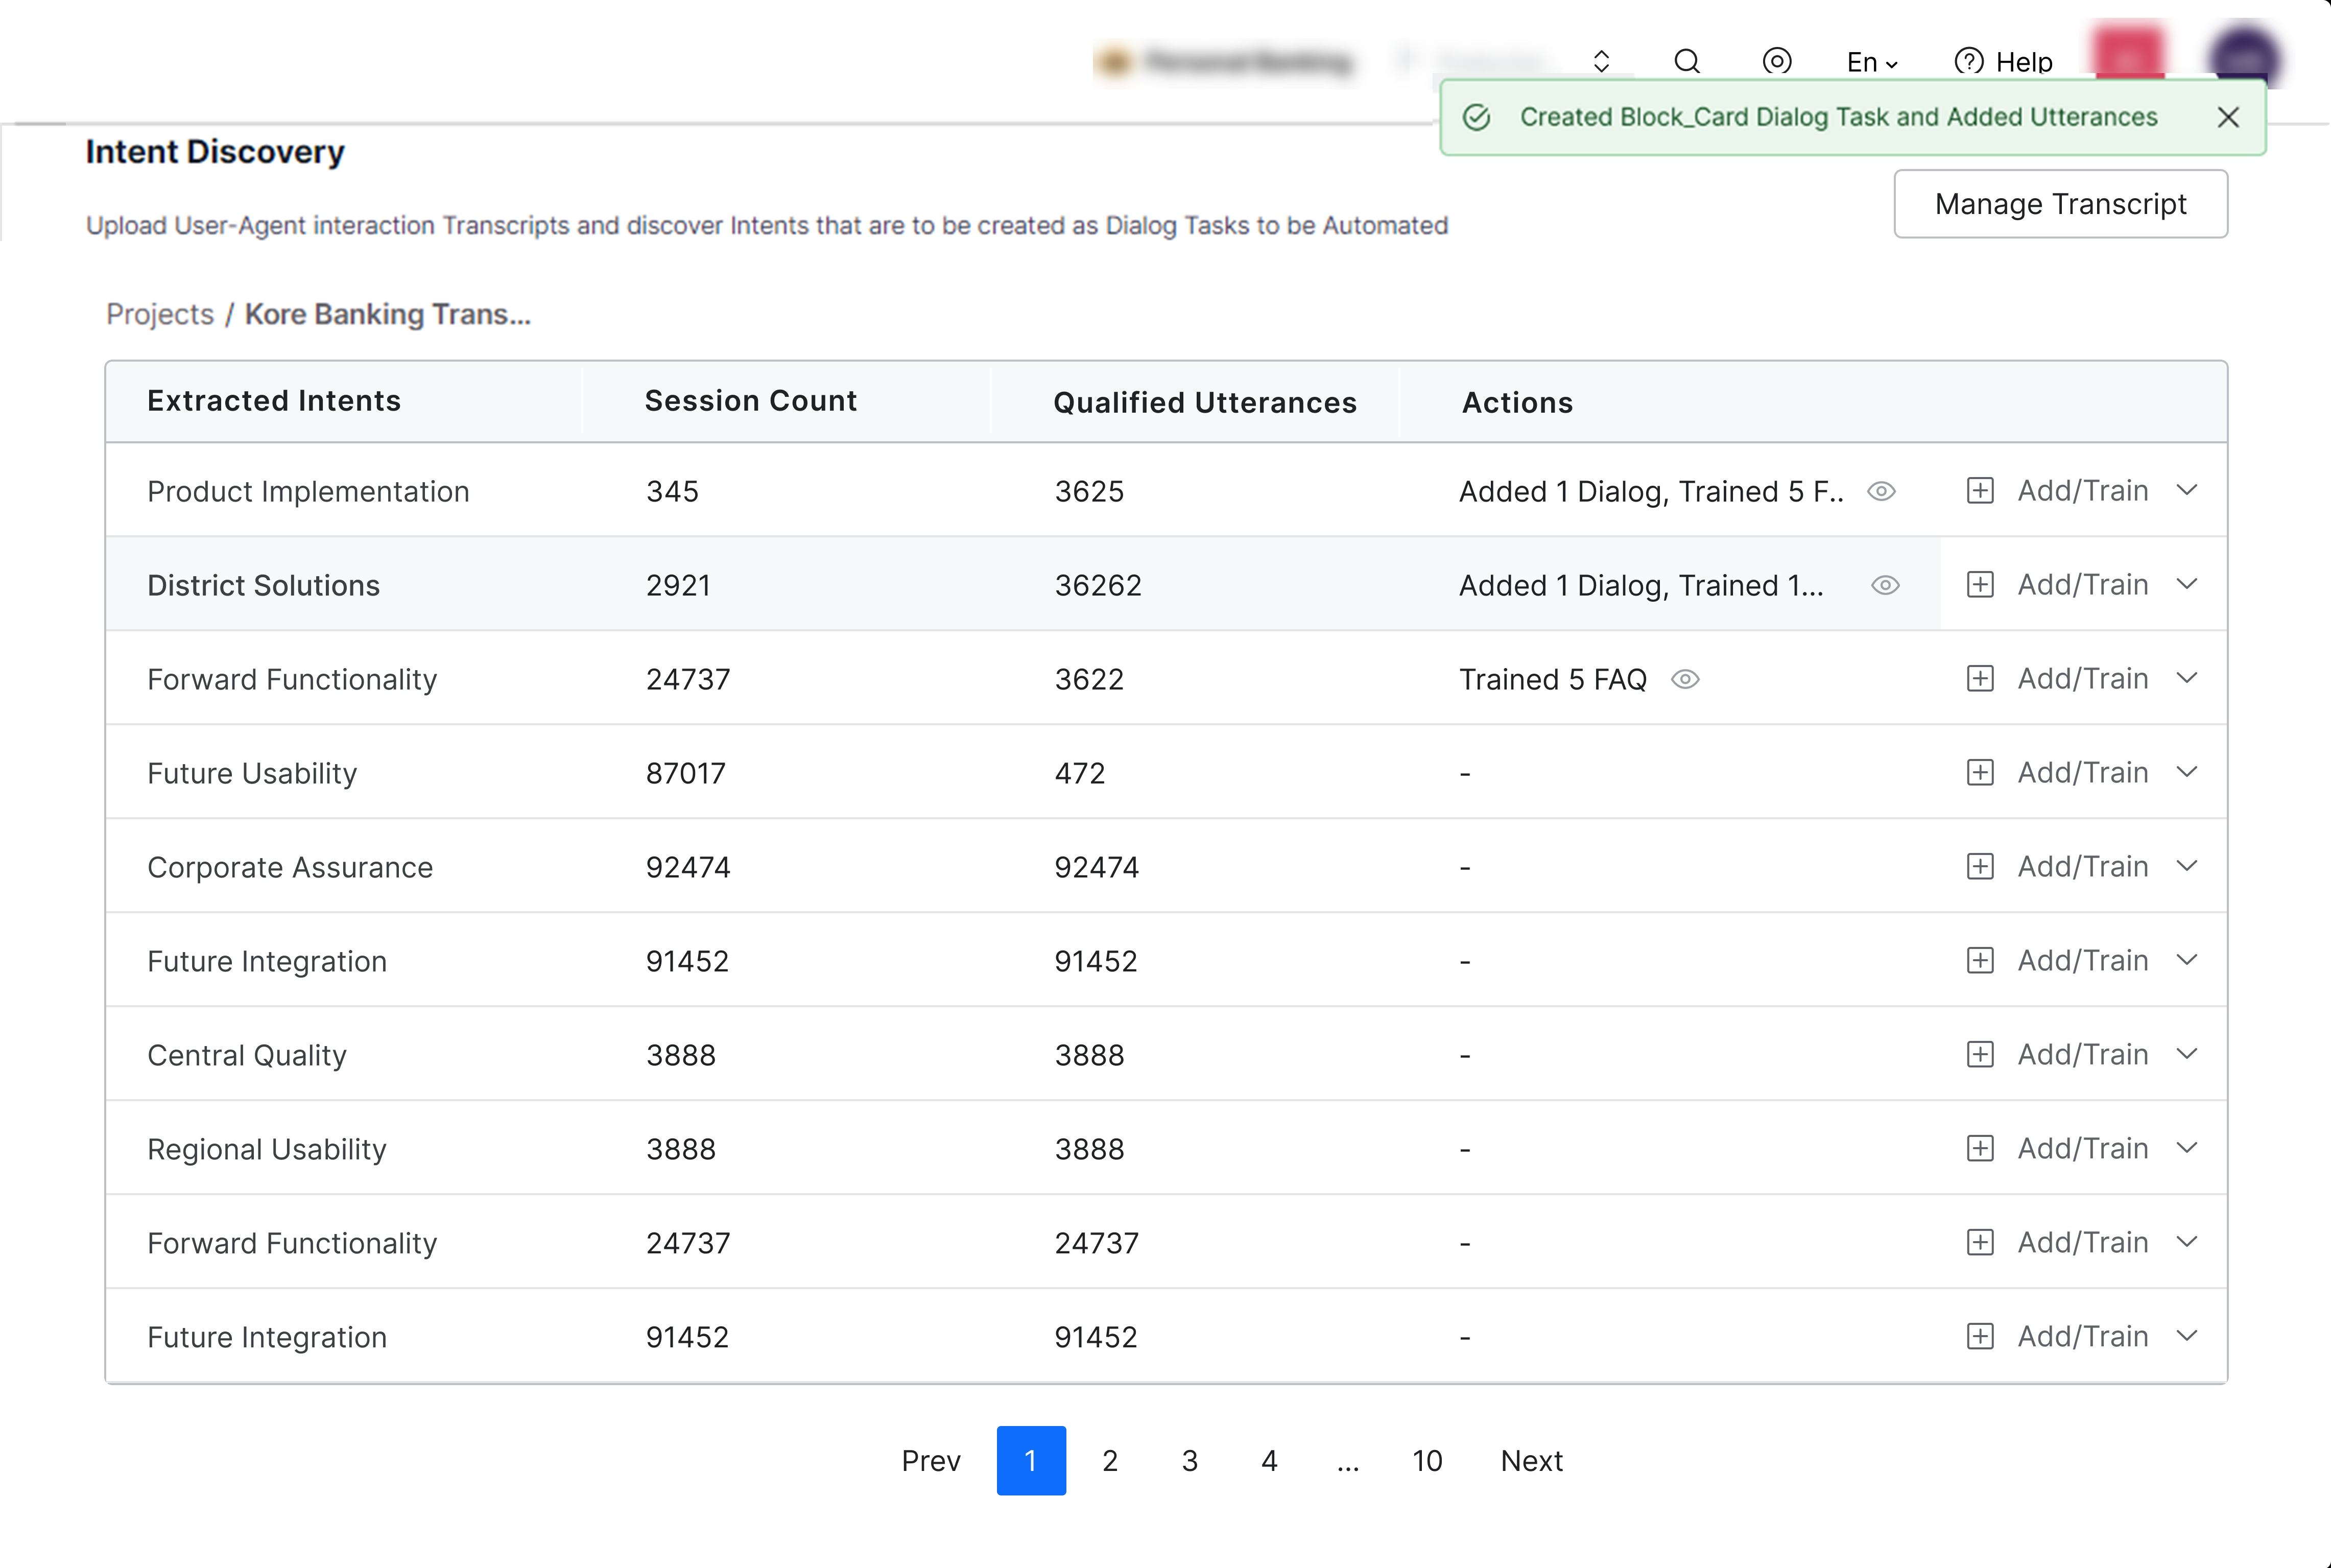 Personal Banking
En
Help
Created Block_Card Dialog Task and Added Utterances
Intent Discovery
Manage Transcript
Upload User-Agent interaction Transcripts and discover Intents that are to be created as Dialog Tasks to be Automated
Projects / Kore Banking Trans...
Extracted Intents Session Count Qualified Utterances Actions
Product Implementation 345 3625 Added 1 Dialog, Trained 5 F.. Add/Train
District Solutions 2921 36262 Added 1 Dialog, Trained 1... Add/Train
Forward Functionality 24737 3622 Trained 5 FAQ Add/Train
Future Usability 87017 472 - Add/Train
Corporate Assurance 92474 92474 - Add/Train
Future Integration 91452 91452 - Add/Train
Central Quality 3888 3888 - Add/Train
Regional Usability 3888 3888 - Add/Train
Forward Functionality 24737 24737 - Add/Train
Future Integration 91452 91452 - Add/Train
Prev 1 2 3 4 ... 10 Next